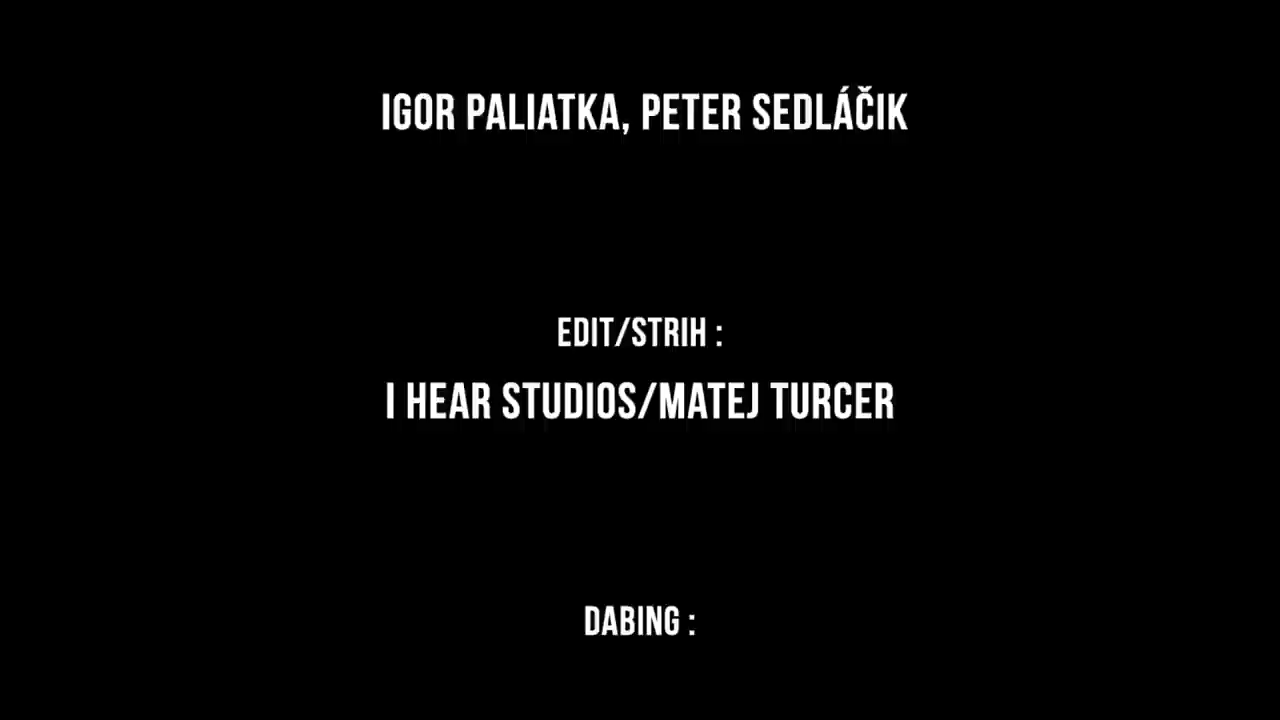 IGOR PALIATKA, PETER SEDLÁČIK
EDIT/STRIH :
I HEAR STUDIOS/MATEJ TURCER
DABING :